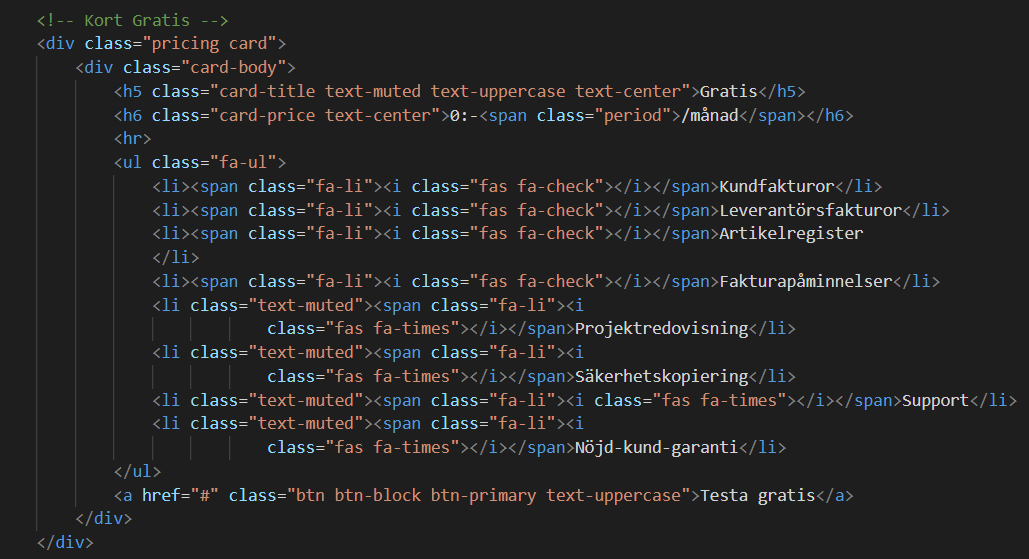 <!-- Kort Gratis -->
<div class="pricing card">
<div class="card-body">
<h5 class="card-title text-muted text-uppercase text-center">Gratis</h5>
<h6 class="card-price text-center">0:-<span class="period">/månad</span></h6>
<hr>
<ul class="fa-ul">
<li><span class="fa-li"><i class="fas fa-check"></i></span>Kundfakturor</li>
<li><span class="fa-li"><i class="fas fa-check"></i></span>Leverantörsfakturor</li>
<li><span class="fa-li"><i class="fas fa-check"></i></span>Artikelregister
</li>
<li><span class="fa-li"><i class="fas fa-check"></i></span>Fakturapåminnelser</li>
<li class="text-muted"><span class="fa-li"><i
class="fas fa-times"></i></span>Projektredovisning</li>
<li class="text-muted"><span class="fa-li"><i
class="fas fa-times"></i></span>Säkerhetskopiering</li>
<li class="text-muted"><span class="fa-li"><i class="fas fa-times"></i></span>Support</li>
<li class="text-muted"><span class="fa-li"><i
class="fas fa-times"></i></span>Nöjd-kund-garanti</li>
</ul>
<a href="#" class="btn btn-block btn-primary text-uppercase">Testa gratis</a>
</div>
</div>